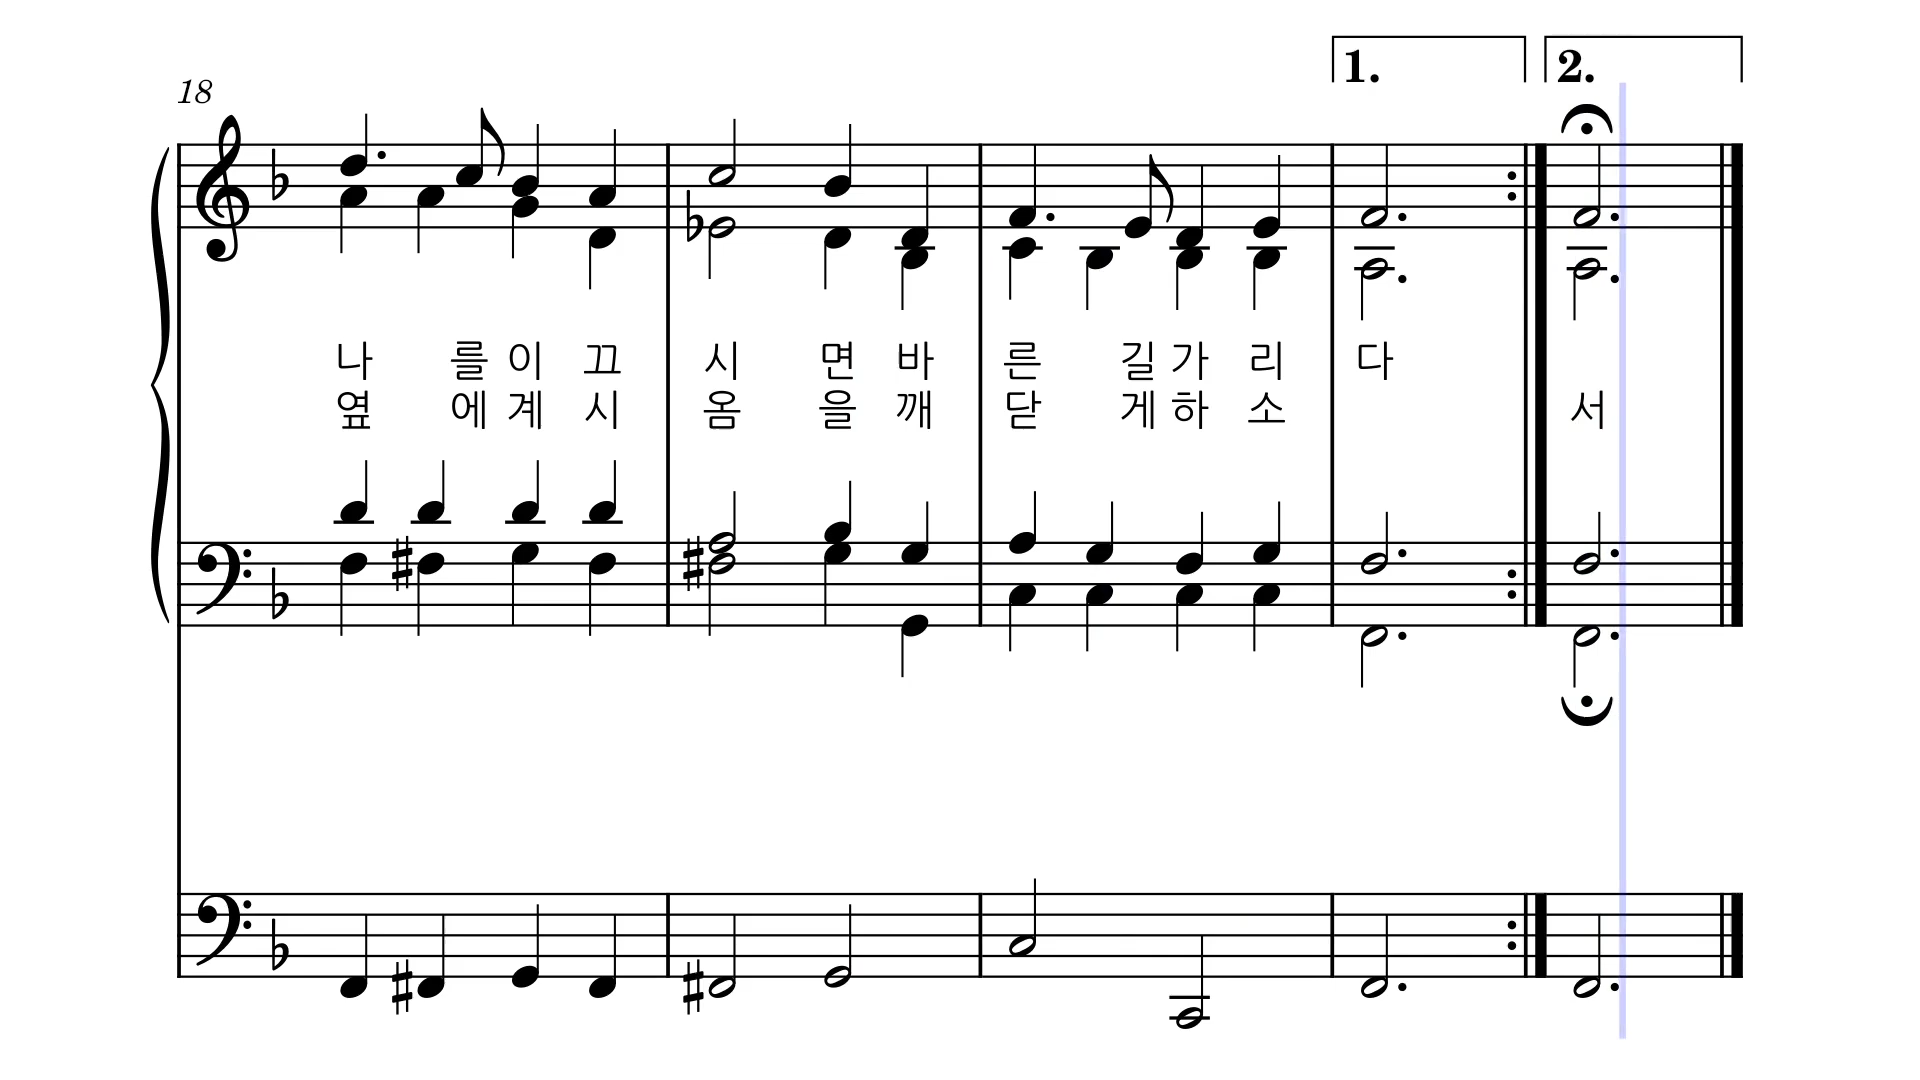 1. 2.
18
나 를 이 끄 시 면 바 른 길 가 리 다
옆 에 계 시 옴 을 깨 닫 게 하 소 서